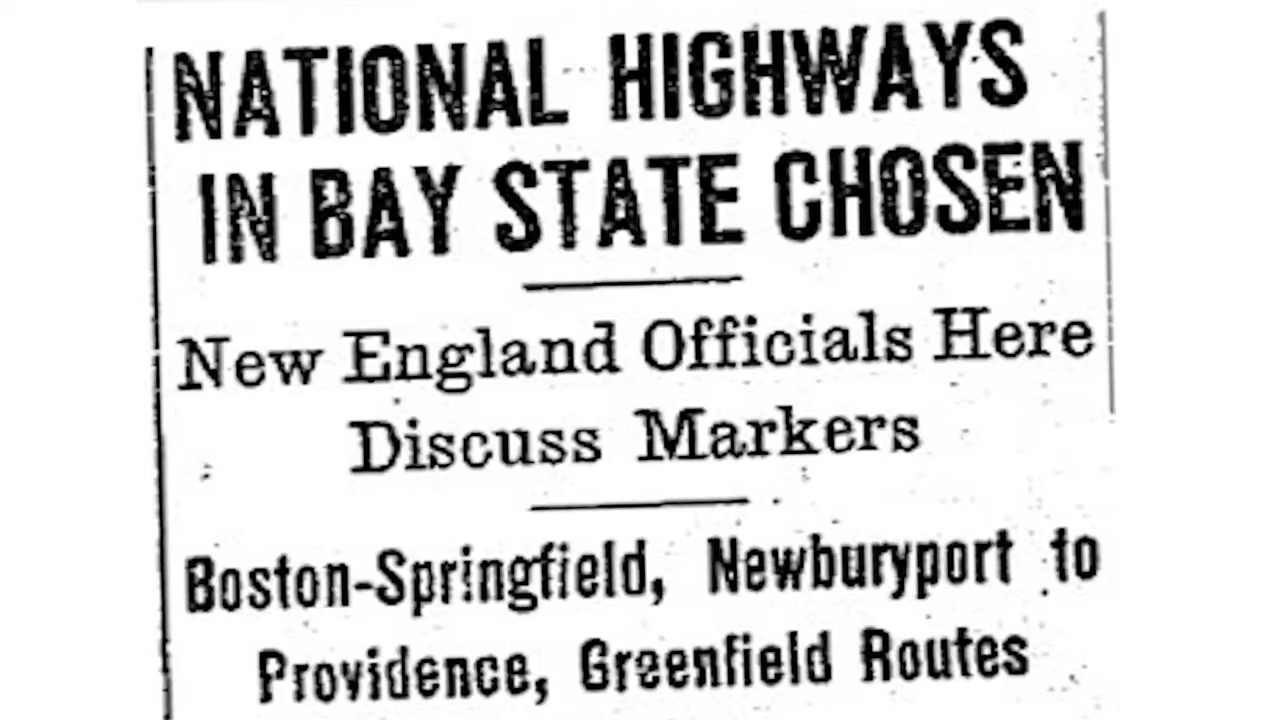 NATIONAL HIGHWAYS
IN BAY STATE CHOSEN
New England Officials Here
Discuss Markers
Boston-Springfield, Newburyport to
Providence, Greenfield Routes